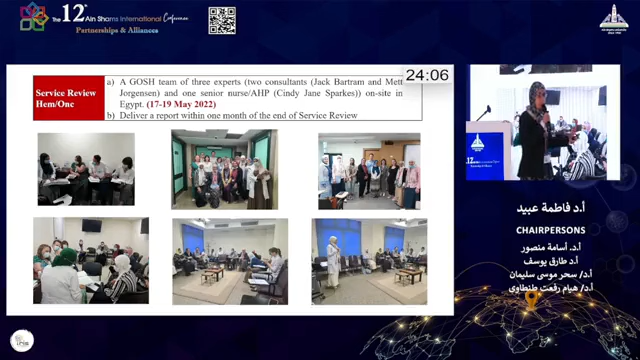 The 12th Ain Shams International Conference
Partnerships & Alliances
24:06
Service Review
Hem/Onc
a) A GOSH team of three experts (two consultants (Jack Bartram and Mett
Jorgensen) and one senior nurse/AHP (Cindy Jane Sparkes)) on-site in
Egypt. (17-19 May 2022)
b) Deliver a report within one month of the end of Service Review
أ.د فاطمة عبيد
CHAIRPERSONS
أ.د. أسامة منصور
أ.د طارق يوسف
أ.د/ سحر موسى سليمان
أ.د/ هيام رفعت طنطاوي